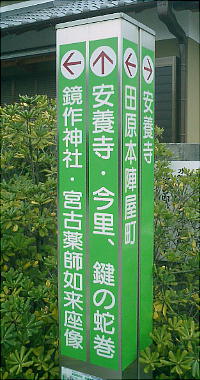 ← 鏡作神社・宮古薬師如来座像
↑ 安養寺・今里、鍵の蛇巻
← 田原本陣屋町
→ 安養寺